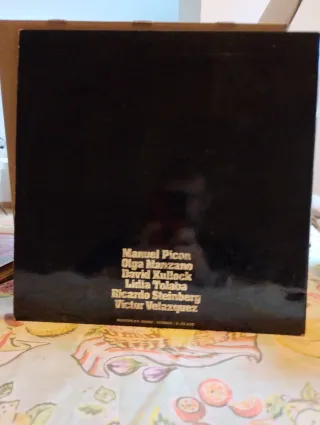 Manuel Picon
Olga Manzano
David Kullock
Lidia Tolaba
Ricardo Steinberg
Victor Velazquez